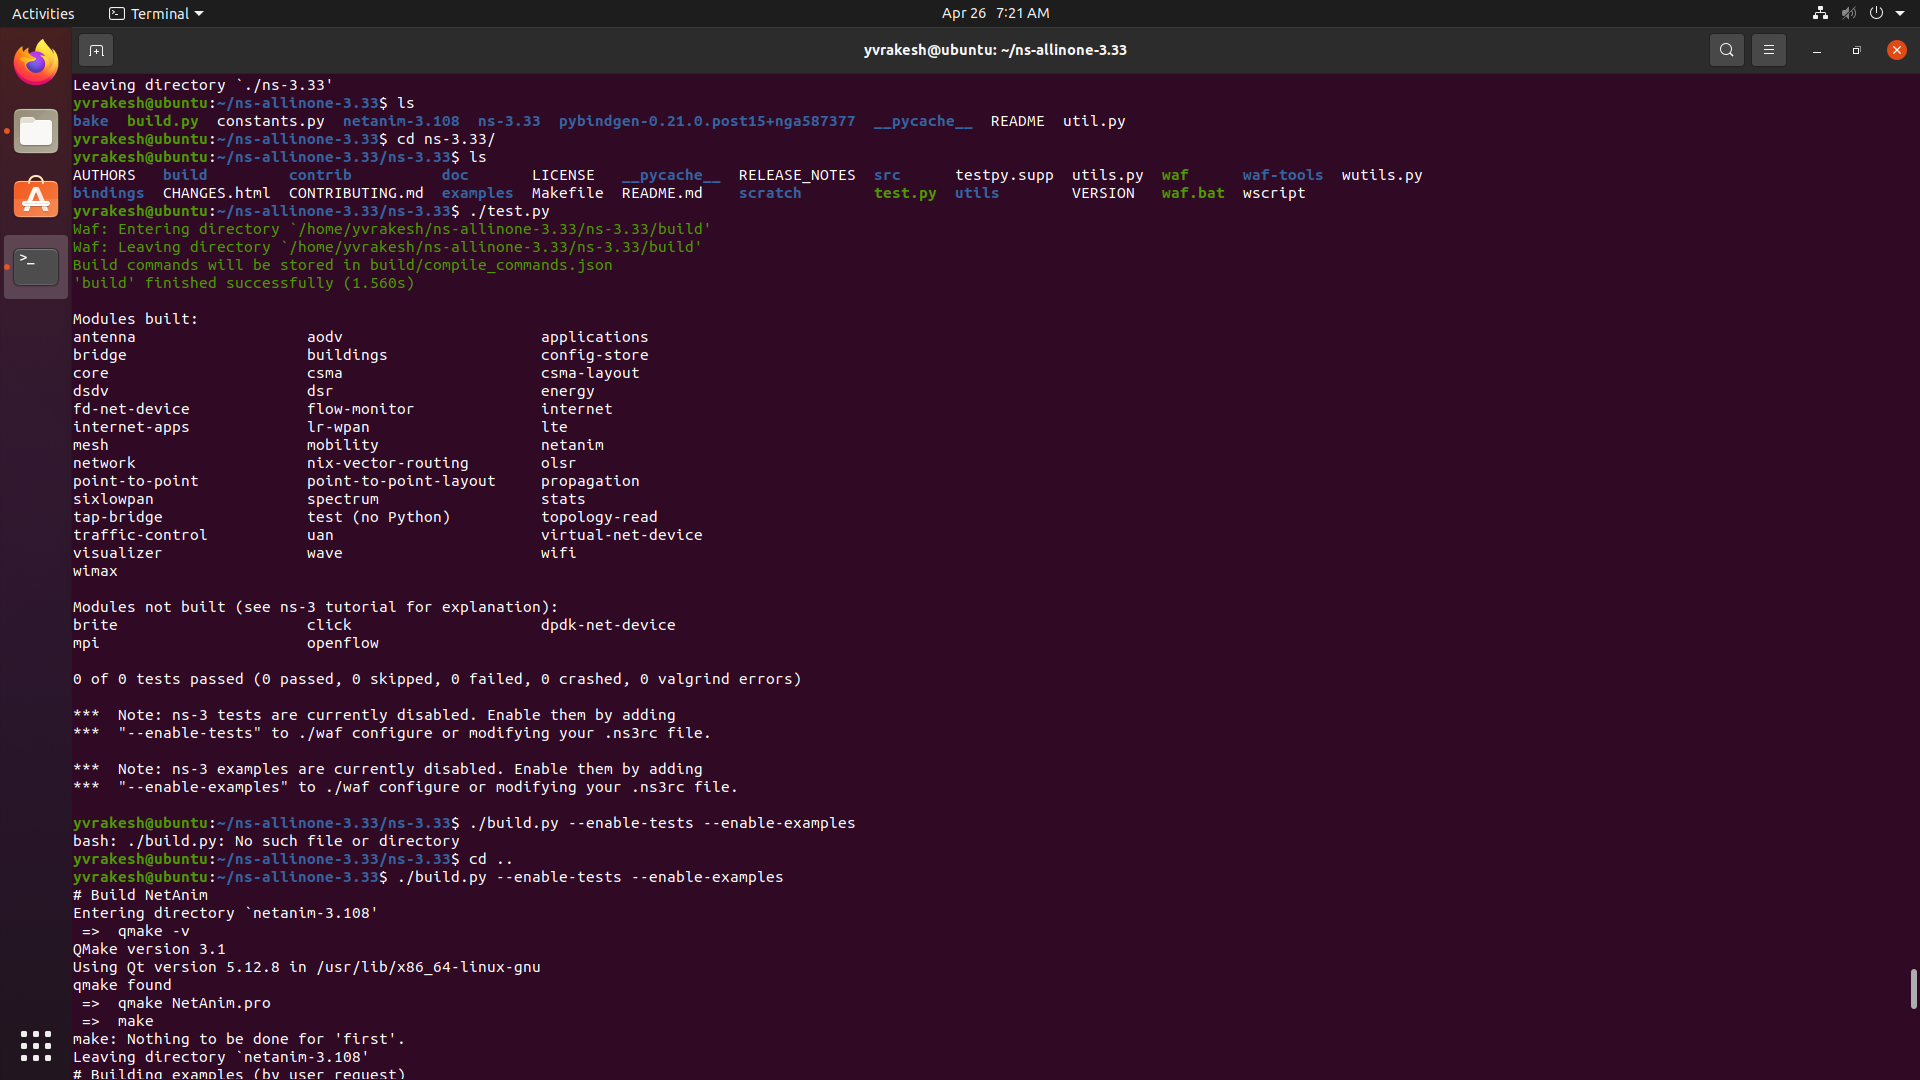 Activities Terminal Apr 26 7:21 AM
yvrakesh@ubuntu: ~/ns-allinone-3.33
Leaving directory `./ns-3.33'
yvrakesh@ubuntu:~/ns-allinone-3.33$ ls
bake build.py constants.py netanim-3.108 ns-3.33 pybindgen-0.21.0.post15+nga587377 __pycache__ README util.py
yvrakesh@ubuntu:~/ns-allinone-3.33$ cd ns-3.33/
yvrakesh@ubuntu:~/ns-allinone-3.33/ns-3.33$ ls
AUTHORS build contrib doc LICENSE __pycache__ RELEASE_NOTES src testpy.supp utils.py waf waf-tools wutils.py
bindings CHANGES.html CONTRIBUTING.md examples Makefile README.md scratch test.py utils VERSION waf.bat wscript
yvrakesh@ubuntu:~/ns-allinone-3.33/ns-3.33$ ./test.py
Waf: Entering directory `/home/yvrakesh/ns-allinone-3.33/ns-3.33/build'
Waf: Leaving directory `/home/yvrakesh/ns-allinone-3.33/ns-3.33/build'
Build commands will be stored in build/compile_commands.json
'build' finished successfully (1.560s)
Modules built:
antenna aodv applications
bridge buildings config-store
core csma csma-layout
dsdv dsr energy
fd-net-device flow-monitor internet
internet-apps lr-wpan lte
mesh mobility netanim
network nix-vector-routing olsr
point-to-point point-to-point-layout propagation
sixlowpan spectrum stats
tap-bridge test (no Python) topology-read
traffic-control uan virtual-net-device
visualizer wave wifi
wimax
Modules not built (see ns-3 tutorial for explanation):
brite click dpdk-net-device
mpi openflow
0 of 0 tests passed (0 passed, 0 skipped, 0 failed, 0 crashed, 0 valgrind errors)
*** Note: ns-3 tests are currently disabled. Enable them by adding
*** "--enable-tests" to ./waf configure or modifying your .ns3rc file.
*** Note: ns-3 examples are currently disabled. Enable them by adding
*** "--enable-examples" to ./waf configure or modifying your .ns3rc file.
yvrakesh@ubuntu:~/ns-allinone-3.33/ns-3.33$ ./build.py --enable-tests --enable-examples
bash: ./build.py: No such file or directory
yvrakesh@ubuntu:~/ns-allinone-3.33/ns-3.33$ cd ..
yvrakesh@ubuntu:~/ns-allinone-3.33$ ./build.py --enable-tests --enable-examples
# Build NetAnim
Entering directory `netanim-3.108'
=> qmake -v
QMake version 3.1
Using Qt version 5.12.8 in /usr/lib/x86_64-linux-gnu
qmake found
=> qmake NetAnim.pro
=> make
make: Nothing to be done for 'first'.
Leaving directory `netanim-3.108'
# Building examples (by user request)